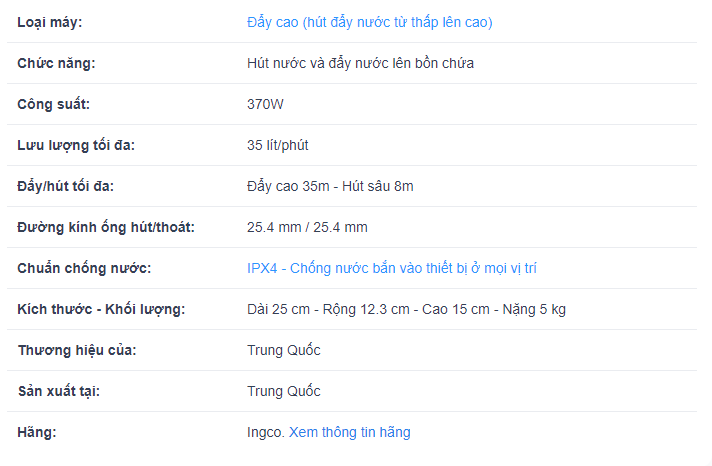 Loại máy: Đẩy cao (hút đẩy nước từ thấp lên cao)
Chức năng: Hút nước và đẩy nước lên bồn chứa
Công suất: 370W
Lưu lượng tối đa: 35 lít/phút
Đẩy/hút tối đa: Đẩy cao 35m - Hút sâu 8m
Đường kính ống hút/thoát: 25.4 mm / 25.4 mm
Chuẩn chống nước: IPX4 - Chống nước bắn vào thiết bị ở mọi vị trí
Kích thước - Khối lượng: Dài 25 cm - Rộng 12.3 cm - Cao 15 cm - Nặng 5 kg
Thương hiệu của: Trung Quốc
Sản xuất tại: Trung Quốc
Hãng: Ingco. Xem thông tin hãng